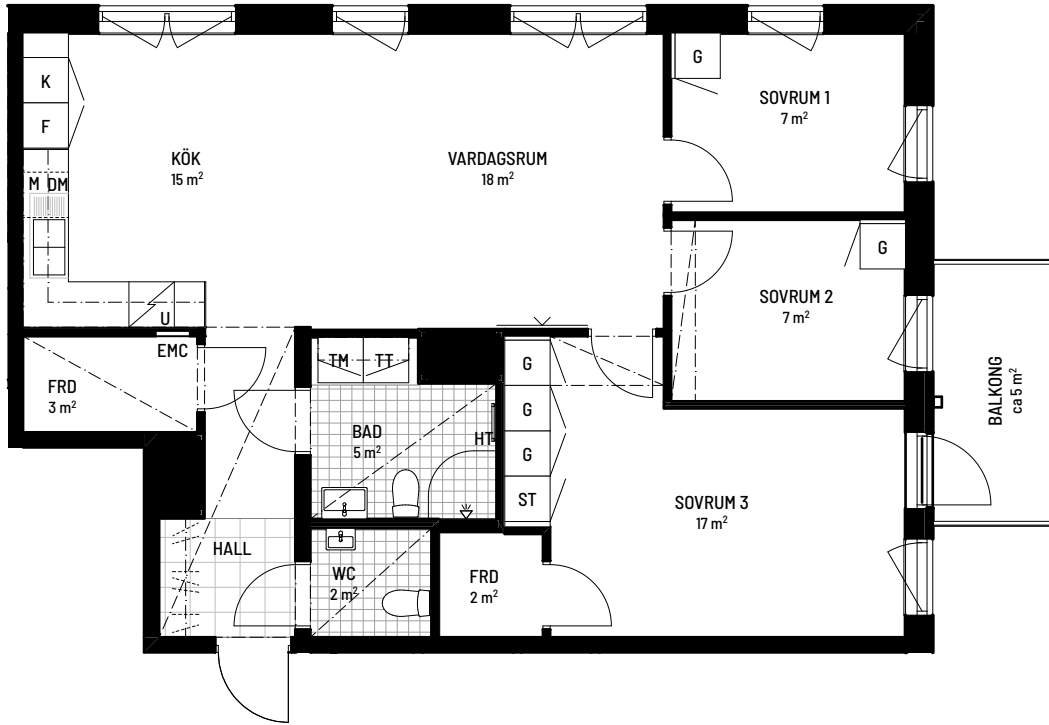 G
SOVRUM 1
7 m²
K
F
KÖK
15 m²
VARDAGSRUM
18 m²
M DM
G
SOVRUM 2
7 m²
U
EMC
FRD
3 m²
TM TT
G
G
G
ST
BAD
5 m²
HT
BALKONG
ca 5 m²
SOVRUM 3
17 m²
HALL
WC
2 m²
FRD
2 m²